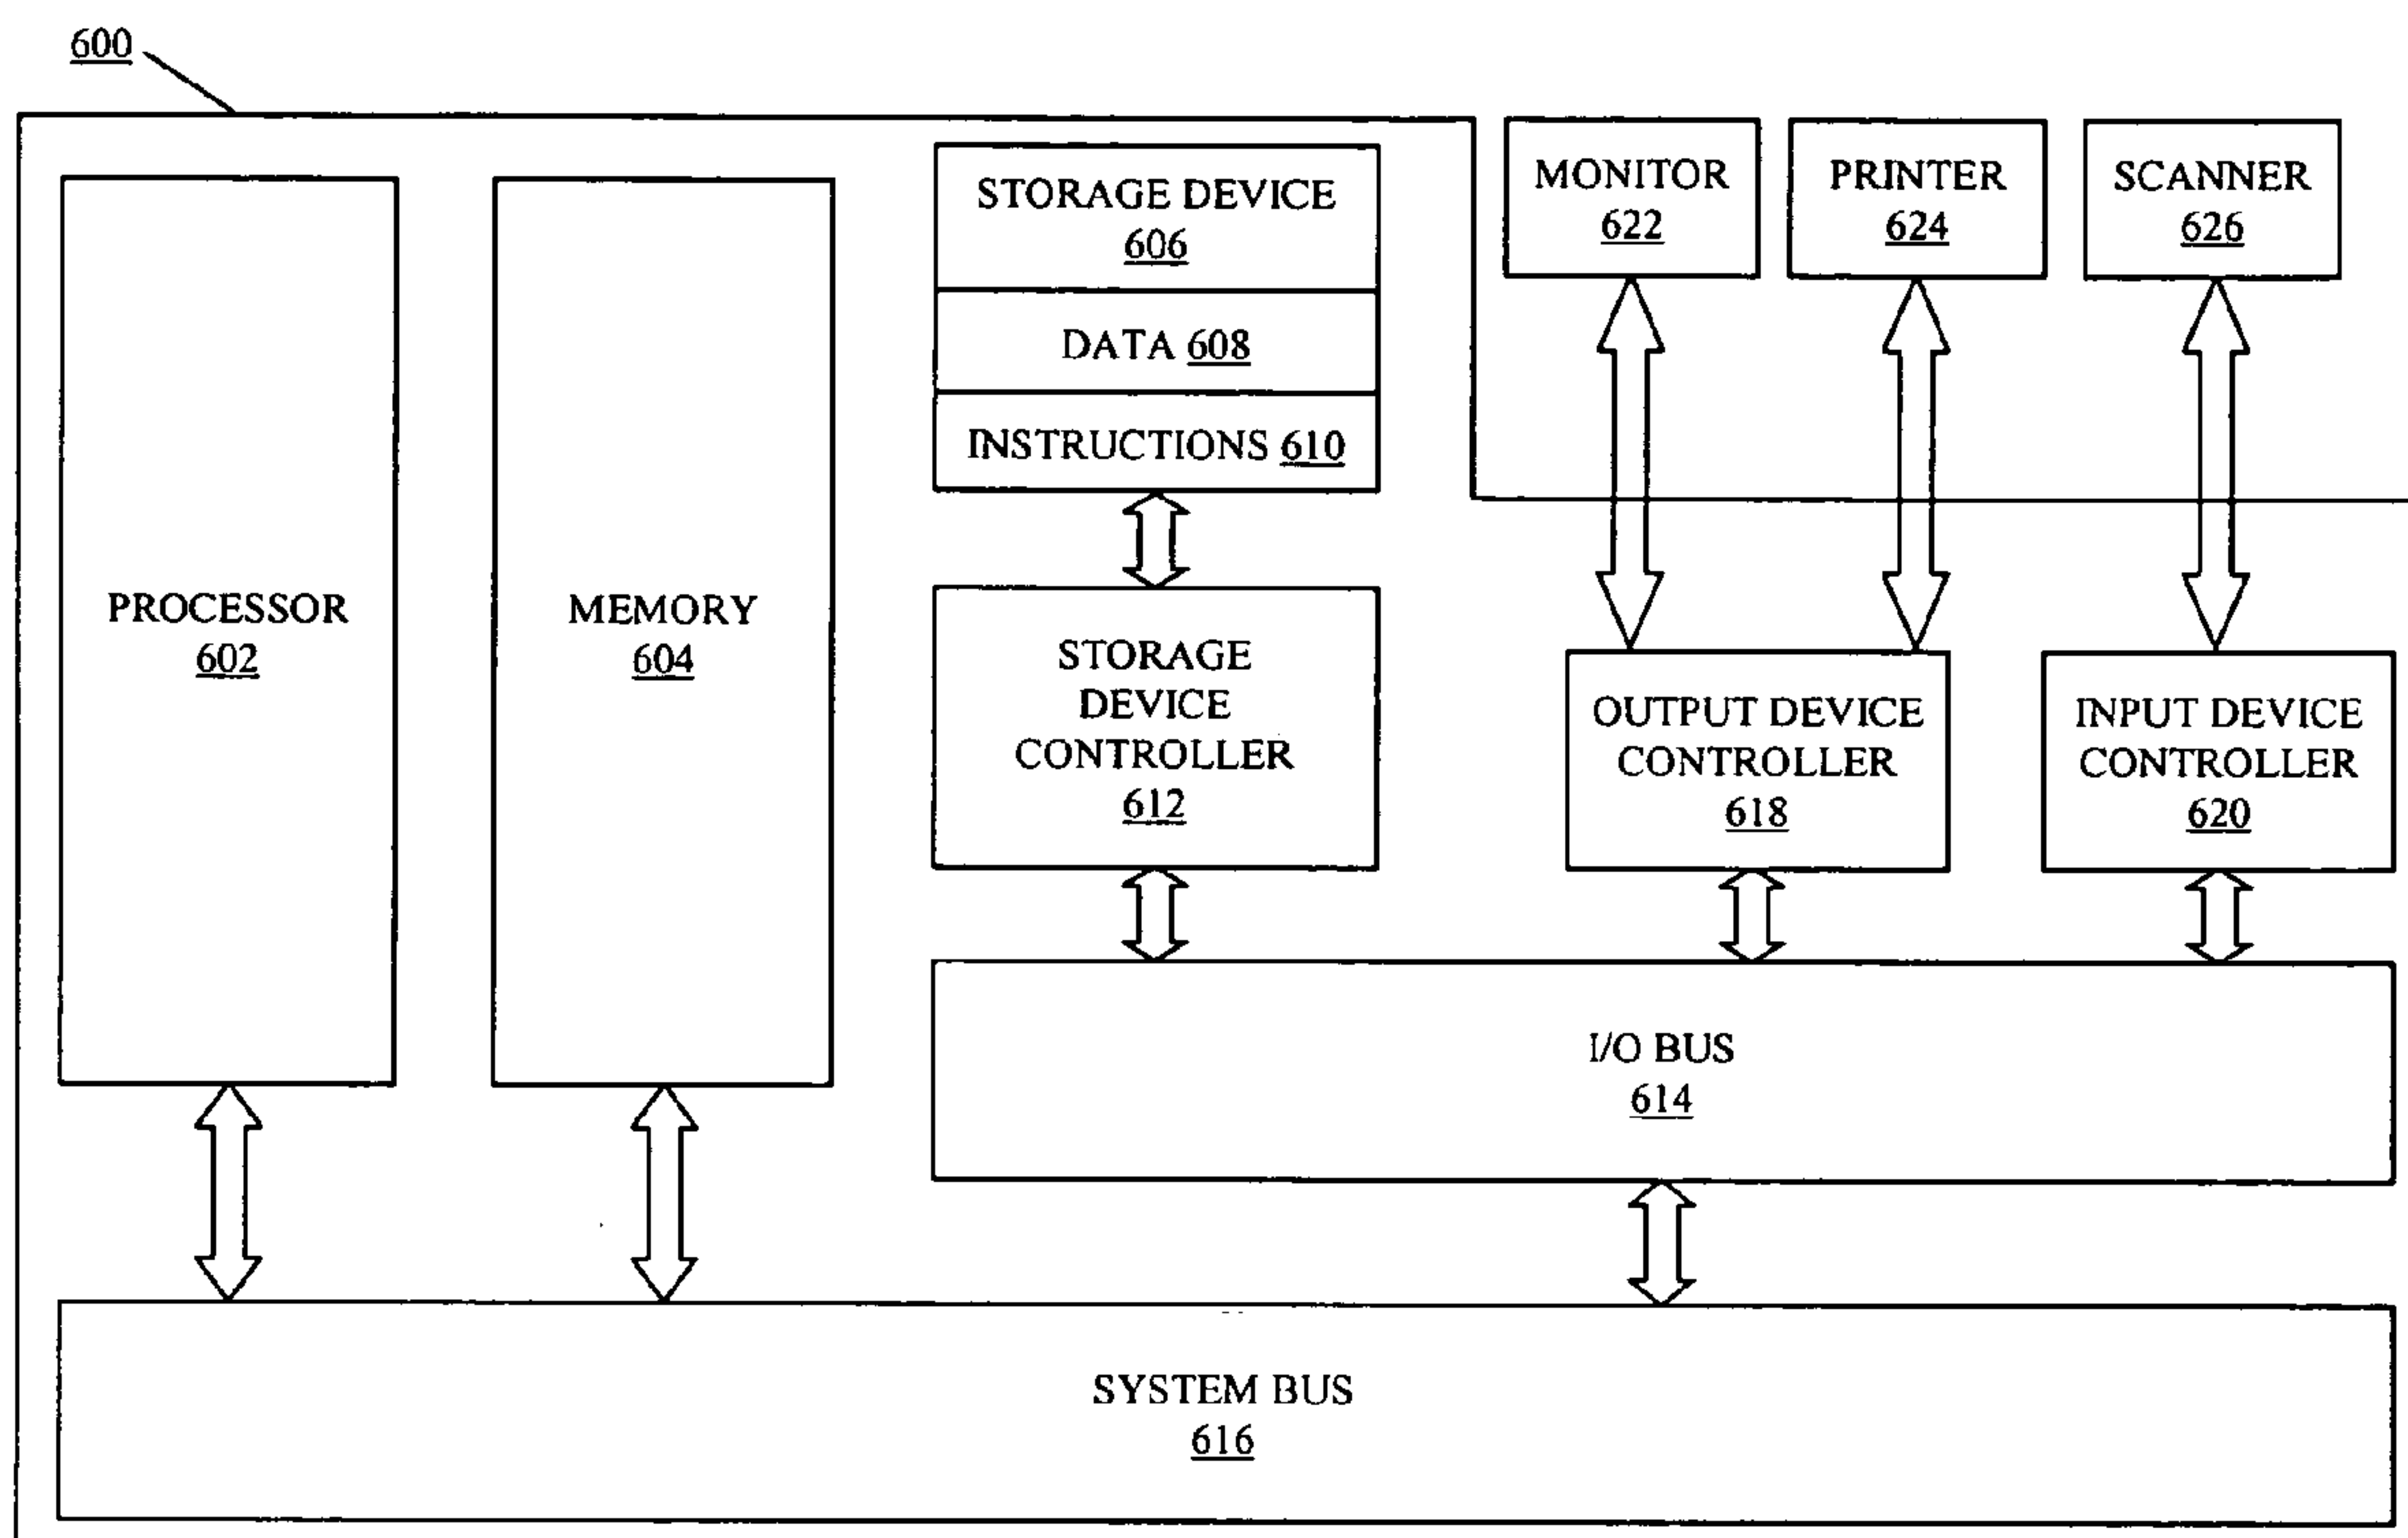 600
STORAGE DEVICE
606
DATA 608
INSTRUCTIONS 610
MONITOR
622
PRINTER
624
SCANNER
626
PROCESSOR
602
MEMORY
604
STORAGE
DEVICE
CONTROLLER
612
OUTPUT DEVICE
CONTROLLER
618
INPUT DEVICE
CONTROLLER
620
I/O BUS
614
SYSTEM BUS
616